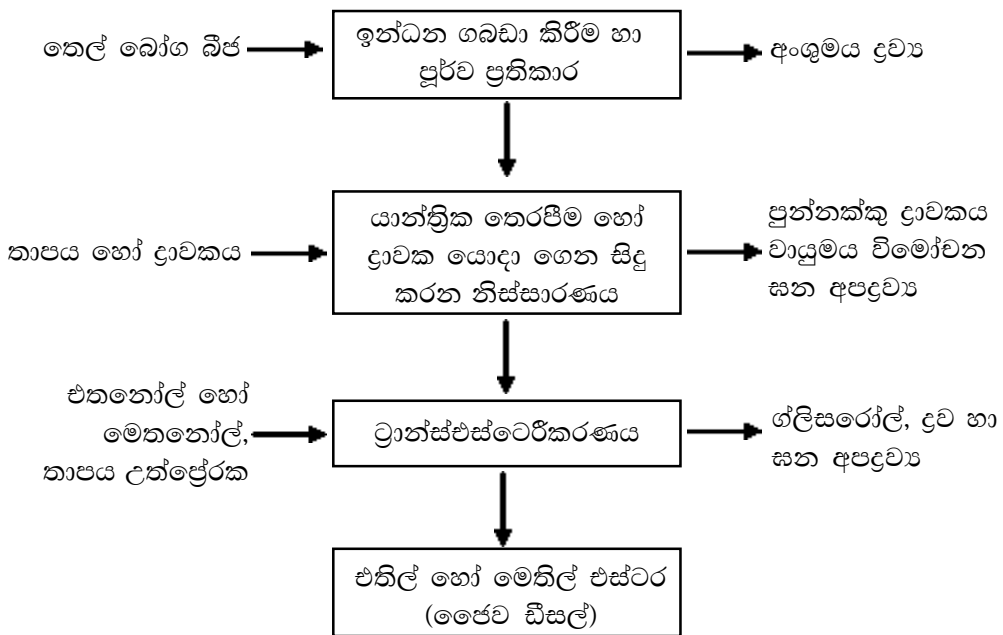 තෙල් බෝග බීජ
ඉන්ධන ගබඩා කිරීම හා
පූර්ව ප්‍රතිකාර
අංශුමය ද්‍රව්‍ය
තාපය හෝ ද්‍රාවකය
යාන්ත්‍රික තෙරපීම හෝ
ද්‍රාවක යොදා ගෙන සිදු
කරන නිස්සාරණය
පුන්නක්කු ද්‍රාවකය
වායුමය විමෝචන
ඝන අපද්‍රව්‍ය
එතනෝල් හෝ
මෙතනෝල්,
තාපය උත්ප්‍රේරක
ට්‍රාන්ස්එස්ටෙරීකරණය
ග්ලිසරෝල්, ද්‍රව හා
ඝන අපද්‍රව්‍ය
එතිල් හෝ මෙතිල් එස්ටර
(ජෛව ඩීසල්)